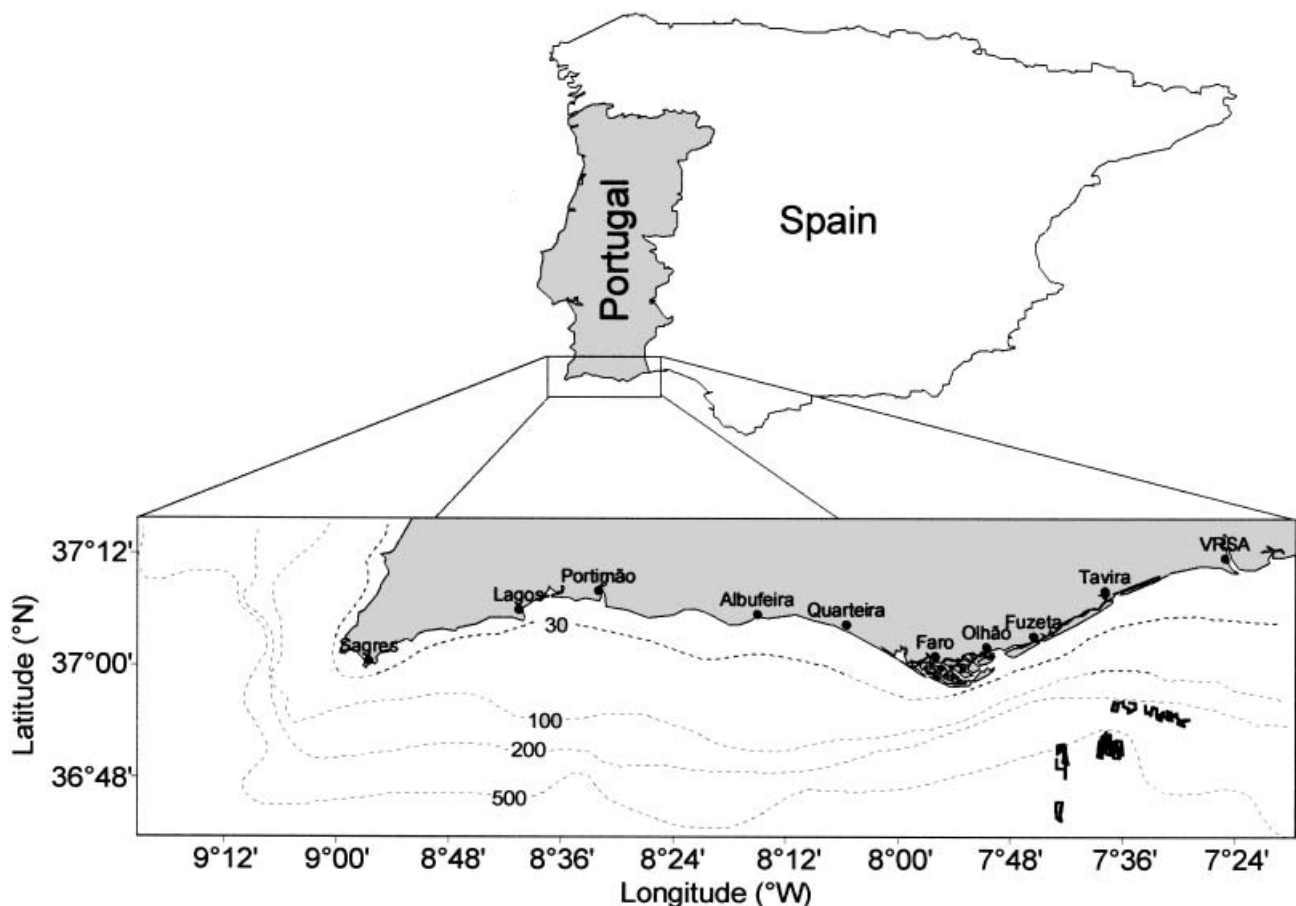 Portugal
Spain
37°12'
37°00'
36°48'
Latitude (°N)
VRSA
Tavira
Portimão
Lagos
Albufeira
Quarteira
Fuzeta
Olhão
Faro
Sagres
30
100
200
500
9°12' 9°00' 8°48' 8°36' 8°24' 8°12' 8°00' 7°48' 7°36' 7°24'
Longitude (°W)